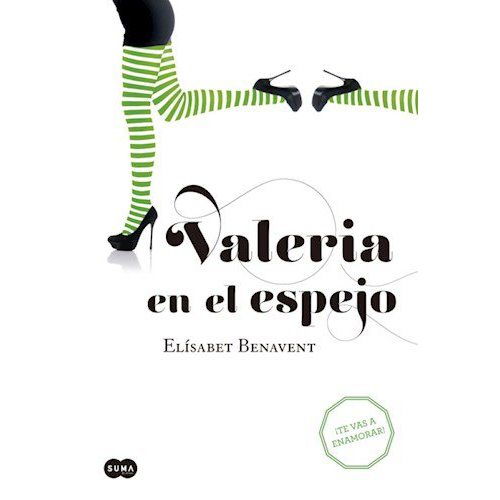 Valeria
en el espejo
Elísabet Benavent
¡TE VAS A
ENAMORAR!
SUMA